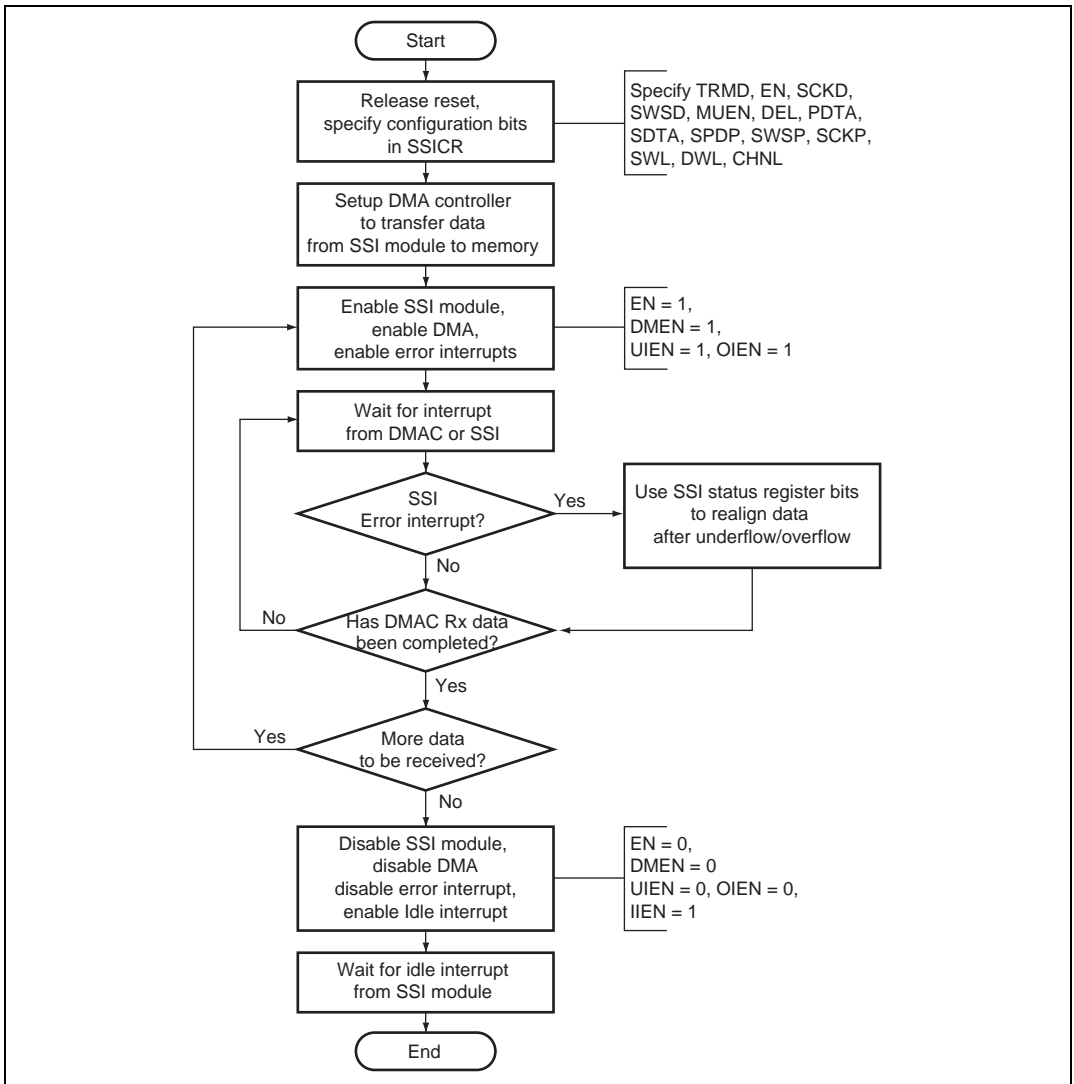 Start
Release reset,
specify configuration bits
in SSICR
Specify TRMD, EN, SCKD,
SWSD, MUEN, DEL, PDTA,
SDTA, SPDP, SWSP, SCKP,
SWL, DWL, CHNL
Setup DMA controller
to transfer data
from SSI module to memory
Enable SSI module,
enable DMA,
enable error interrupts
EN = 1,
DMEN = 1,
UIEN = 1, OIEN = 1
Wait for interrupt
from DMAC or SSI
SSI
Error interrupt?
Yes
Use SSI status register bits
to realign data
after underflow/overflow
No
Has DMAC Rx data
been completed?
No
Yes
More data
to be received?
Yes
No
Disable SSI module,
disable DMA
disable error interrupt,
enable Idle interrupt
EN = 0,
DMEN = 0
UIEN = 0, OIEN = 0,
IIEN = 1
Wait for idle interrupt
from SSI module
End